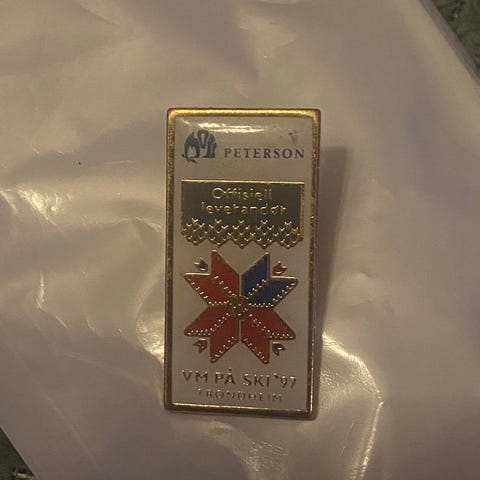 PETERSON
Offisiell
leverandør
VM PÅ SKI '97
TRONDHEIM